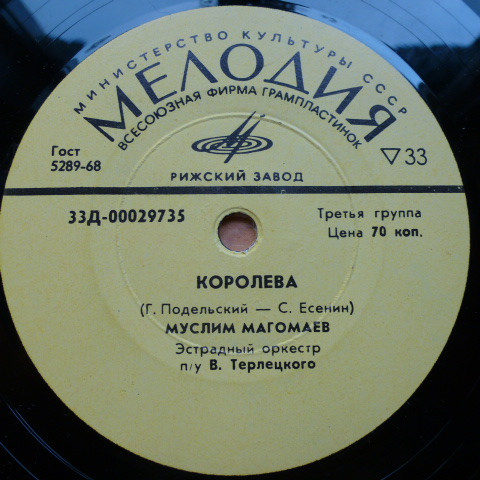 МИНИСТЕРСТВО КУЛЬТУРЫ СССР
МЕЛОДИЯ
ВСЕСОЮЗНАЯ ФИРМА ГРАМПЛАСТИНОК
Гост
5289-68
▽33
РИЖСКИЙ ЗАВОД
33Д-00029735
Третья группа
Цена 70 коп.
КОРОЛЕВА
(Г. Подельский — С. Есенин)
МУСЛИМ МАГОМАЕВ
Эстрадный оркестр
п/у В. Терлецкого